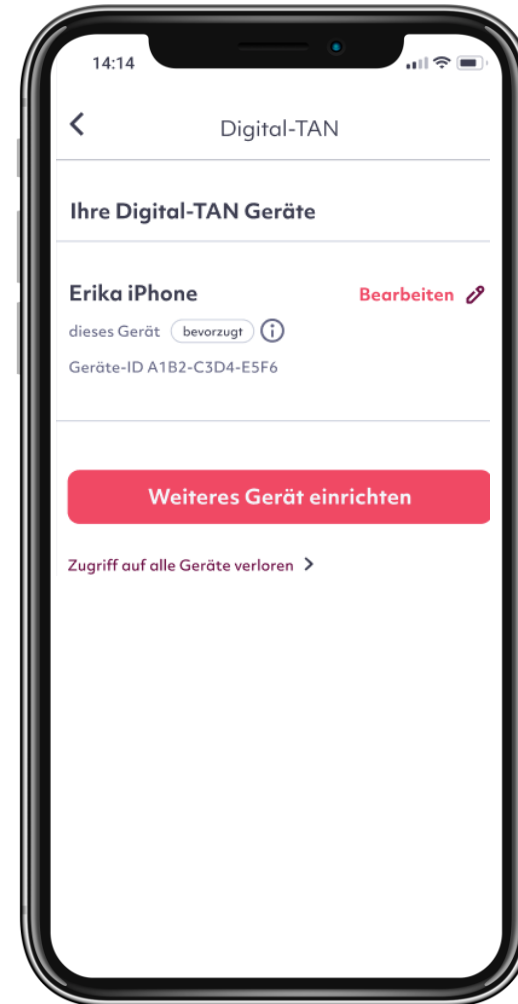 14:14
Digital-TAN
Ihre Digital-TAN Geräte
Erika iPhone
Bearbeiten
dieses Gerät bevorzugt
Geräte-ID A1B2-C3D4-E5F6
Weiteres Gerät einrichten
Zugriff auf alle Geräte verloren